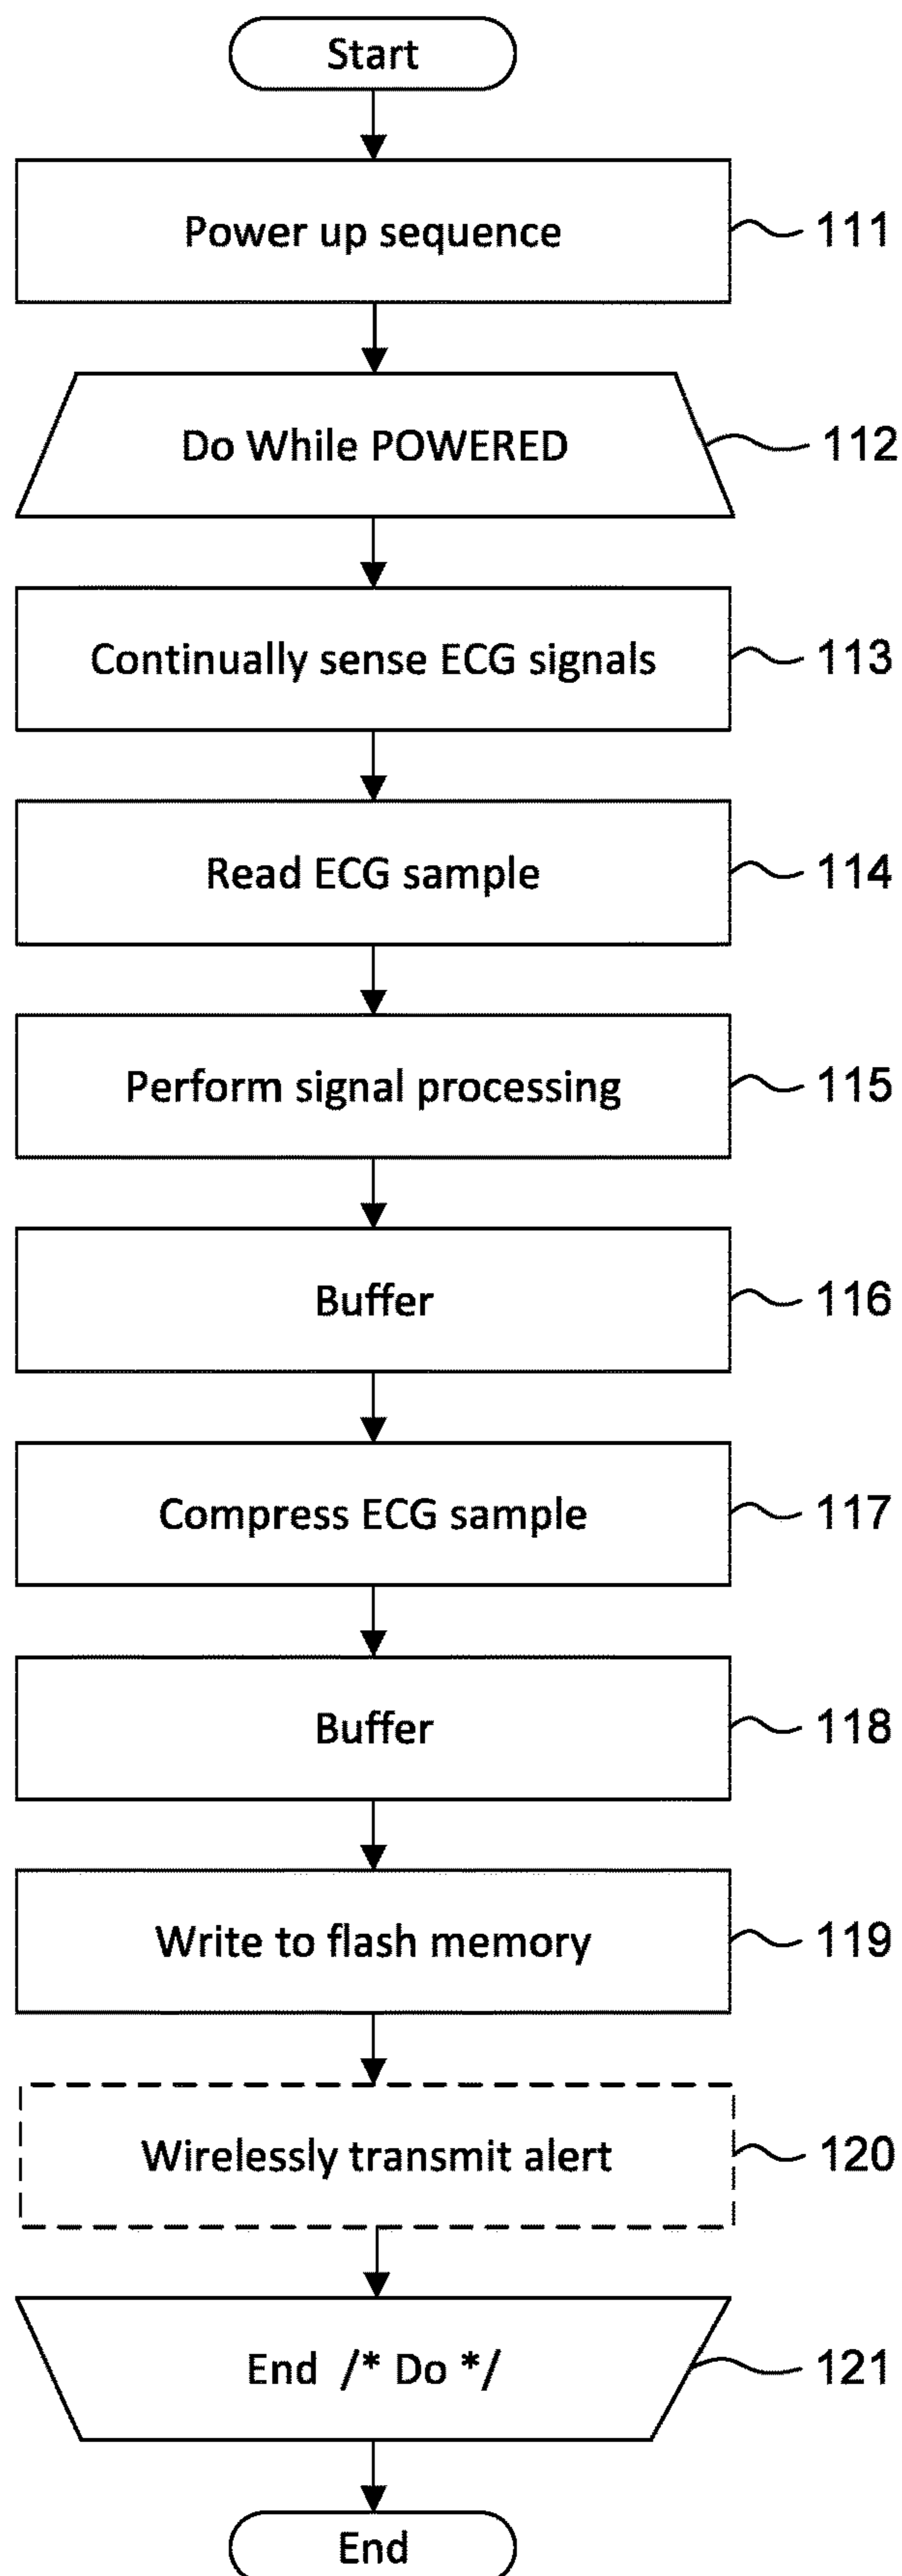 Start
Power up sequence 111
Do While POWERED 112
Continually sense ECG signals 113
Read ECG sample 114
Perform signal processing 115
Buffer 116
Compress ECG sample 117
Buffer 118
Write to flash memory 119
Wirelessly transmit alert 120
End /* Do */ 121
End